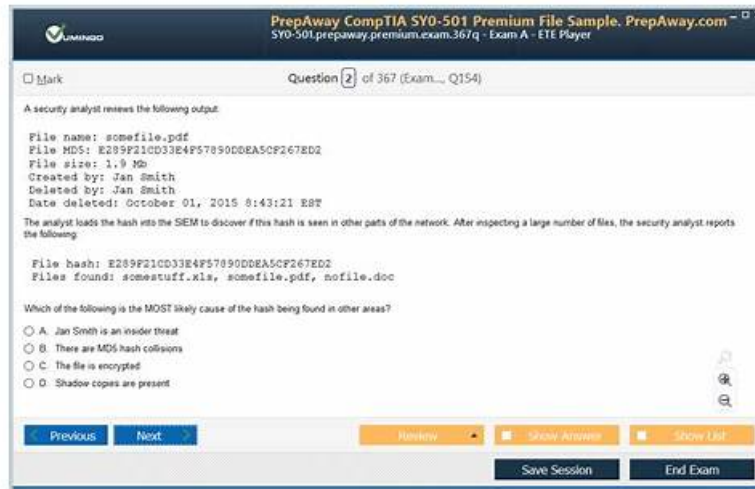 VUMINGO
PrepAway CompTIA SY0-501 Premium File Sample. PrepAway.com
SY0-501.prepaway.premium.exam.367q - Exam A - ETE Player
Mark
Question 2 of 367 (Exam..., Q154)
A security analyst reviews the following output:
File name: somefile.pdf
File MD5: E289F21CD33E4F57890DDEA5CF267ED2
File size: 1.9 Mb
Created by: Jan Smith
Deleted by: Jan Smith
Date deleted: October 01, 2015 8:43:21 EST
The analyst loads the hash into the SIEM to discover if this hash is seen in other parts of the network. After inspecting a large number of files, the security analyst reports
the following:
File hash: E289F21CD33E4F57890DDEA5CF267ED2
Files found: somestuff.xls, somefile.pdf, nofile.doc
Which of the following is the MOST likely cause of the hash being found in other areas?
A. Jan Smith is an insider threat
B. There are MD5 hash collisions
C. The file is encrypted
D. Shadow copies are present
Previous
Next
Review
Show Answer
Show List
Save Session
End Exam